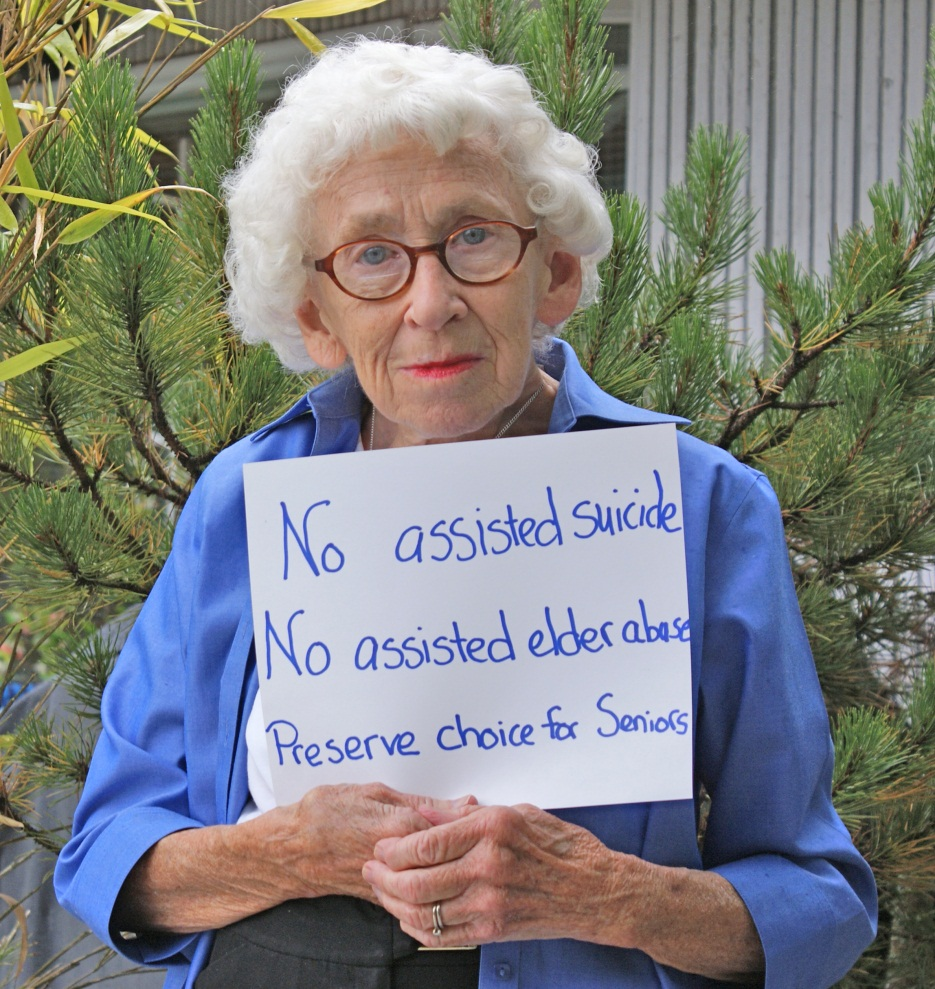 No assisted suicide
No assisted elder abuse
Preserve choice for Seniors